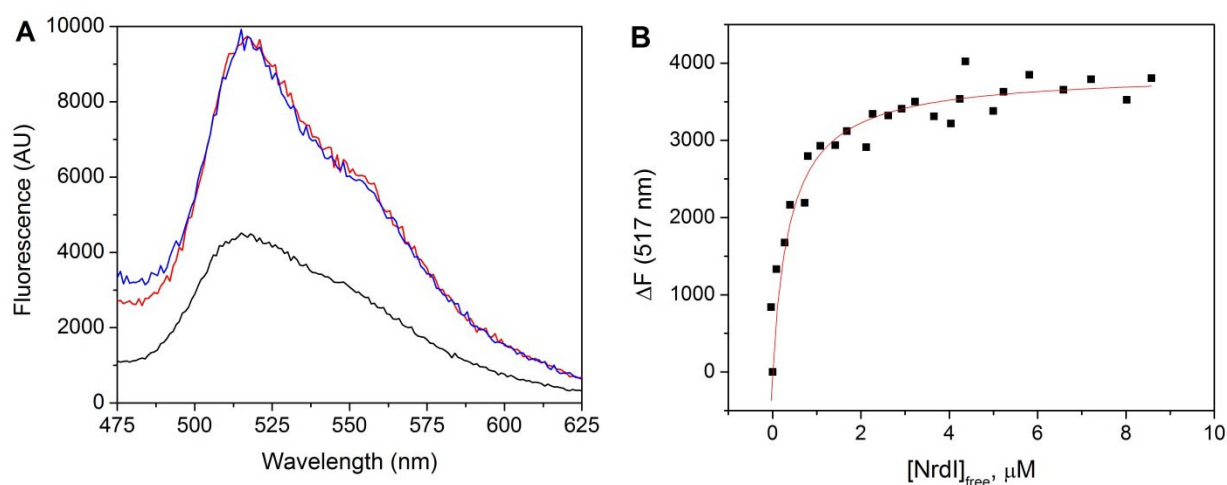 A
Fluorescence (AU)
10000
8000
6000
4000
2000
0
475 500 525 550 575 600 625
Wavelength (nm)
B
ΔF (517 nm)
4000
3000
2000
1000
0
0 2 4 6 8 10
[NrdI]free, μM